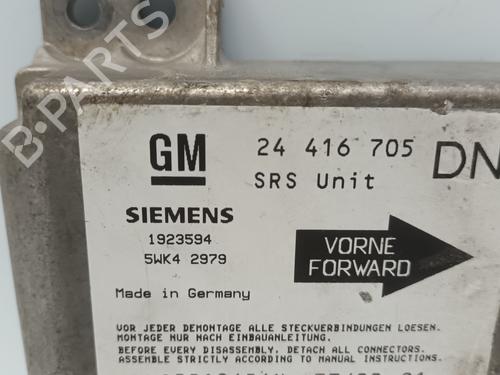 B-PARTS
GM
24 416 705 DN
SRS Unit
SIEMENS
1923594
5WK4 2979
VORNE
FORWARD
Made in Germany
VOR JEDER DEMONTAGE ALLE STECKVERBINDUNGEN LOESEN.
MONTAGE NUR NACH EINBAUANLEITUNG.
BEFORE EVERY DISASSEMBLY, DETACH ALL CONNECTORS.
ASSEMBLE STRICTLY ACCORDING TO MANUAL INSTRUCTIONS.